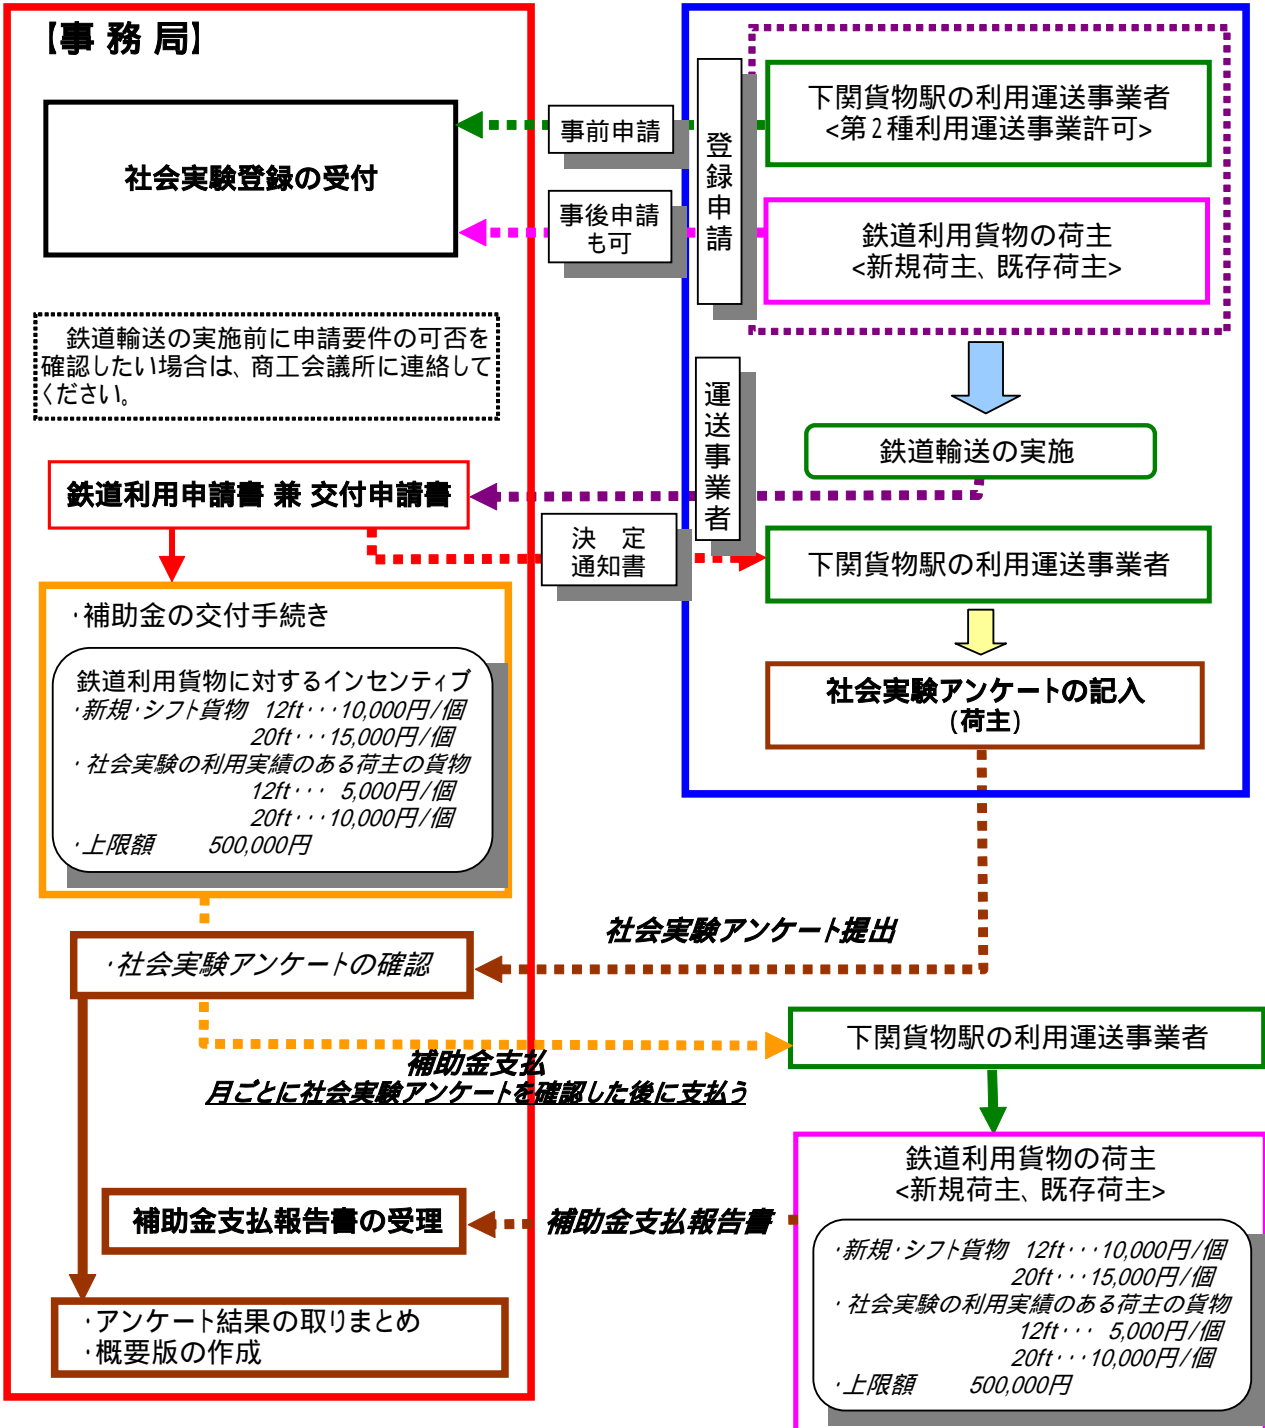 【事 務 局】
社会実験登録の受付
事前申請
事後申請
も可
登録申請
下関貨物駅の利用運送事業者
<第2種利用運送事業許可>
鉄道利用貨物の荷主
<新規荷主、既存荷主>
鉄道輸送の実施前に申請要件の可否を
確認したい場合は、商工会議所に連絡して
ください。
運送事業者
鉄道輸送の実施
鉄道利用申請書 兼 交付申請書
決　定
通知書
下関貨物駅の利用運送事業者
・補助金の交付手続き
鉄道利用貨物に対するインセンティブ
・新規・シフト貨物　12ft・・・10,000円/個
20ft・・・15,000円/個
・社会実験の利用実績のある荷主の貨物
12ft・・・ 5,000円/個
20ft・・・10,000円/個
・上限額　　500,000円
社会実験アンケートの記入
(荷主)
社会実験アンケート提出
・社会実験アンケートの確認
下関貨物駅の利用運送事業者
補助金支払
月ごとに社会実験アンケートを確認した後に支払う
鉄道利用貨物の荷主
<新規荷主、既存荷主>
補助金支払報告書の受理
補助金支払報告書
・新規・シフト貨物　12ft・・・10,000円/個
20ft・・・15,000円/個
・社会実験の利用実績のある荷主の貨物
12ft・・・ 5,000円/個
20ft・・・10,000円/個
・上限額　　500,000円
・アンケート結果の取りまとめ
・概要版の作成